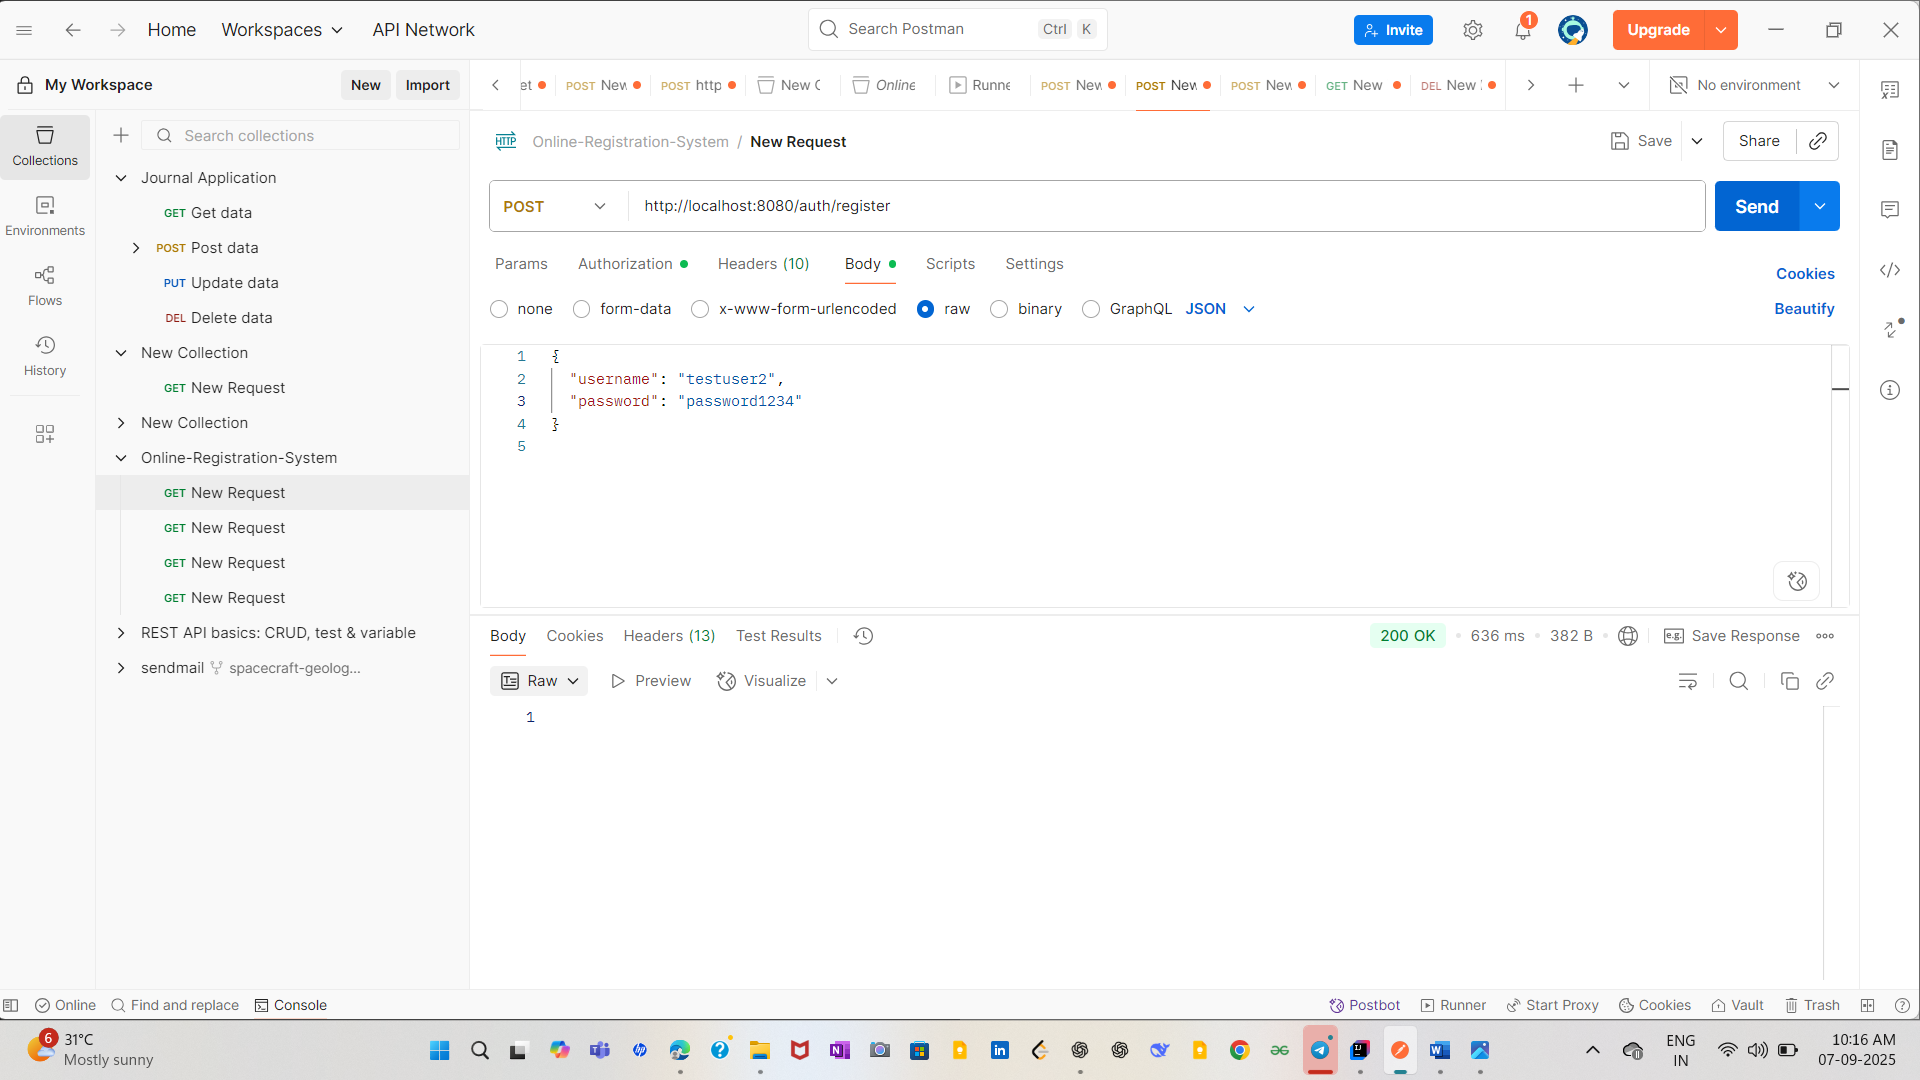 Home Workspaces API Network Search Postman Ctrl K Invite 1 Upgrade
My Workspace New Import et POST New POST http New C Online Runne POST New POST New POST New GET New DEL New No environment
Search collections
Collections
Environments
Flows
History
Journal Application
GET Get data
POST Post data
PUT Update data
DEL Delete data
New Collection
GET New Request
New Collection
Online-Registration-System
GET New Request
GET New Request
GET New Request
GET New Request
REST API basics: CRUD, test & variable
sendmail spacecraft-geolog...
HTTP Online-Registration-System / New Request Save Share
POST http://localhost:8080/auth/register Send
Params Authorization Headers (10) Body Scripts Settings Cookies
none form-data x-www-form-urlencoded raw binary GraphQL JSON Beautify
1 {
2 "username": "testuser2",
3 "password": "password1234"
4 }
5
Body Cookies Headers (13) Test Results 200 OK 636 ms 382 B e.g. Save Response
Raw Preview Visualize
1
Online Find and replace Console Postbot Runner Start Proxy Cookies Vault Trash
6 31°C
Mostly sunny
ENG
IN
10:16 AM
07-09-2025